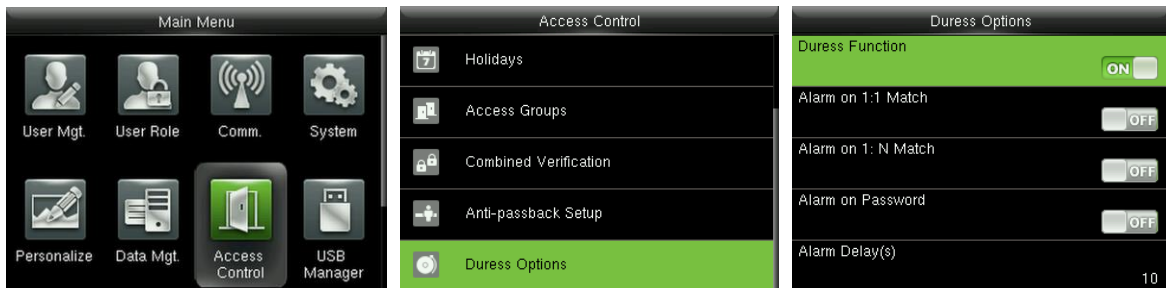 Main Menu
User Mgt.
User Role
Comm.
System
Personalize
Data Mgt.
Access
Control
USB
Manager
Access Control
7
Holidays
Access Groups
Combined Verification
Anti-passback Setup
Duress Options
Duress Options
Duress Function
ON
Alarm on 1:1 Match
OFF
Alarm on 1: N Match
OFF
Alarm on Password
OFF
Alarm Delay(s)
10